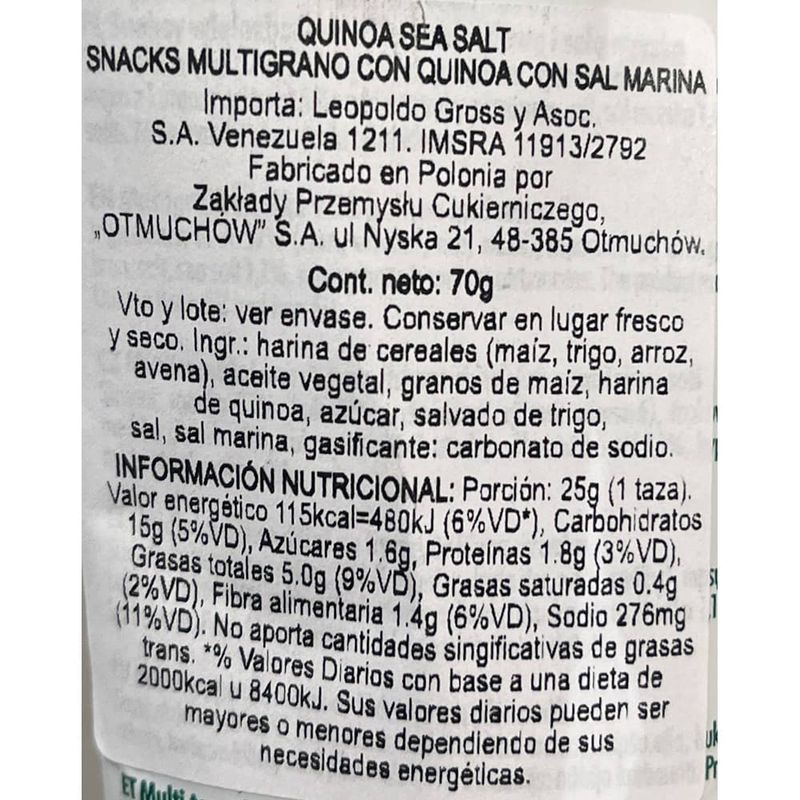 QUINOA SEA SALT
SNACKS MULTIGRANO CON QUINOA CON SAL MARINA
Importa: Leopoldo Gross y Asoc.
S.A. Venezuela 1211. IMSRA 11913/2792
Fabricado en Polonia por
Zakłady Przemysłu Cukierniczego,
„OTMUCHÓW" S.A. ul Nyska 21, 48-385 Otmuchów.
Cont. neto: 70g
Vto y lote: ver envase. Conservar en lugar fresco
y seco. Ingr.: harina de cereales (maíz, trigo, arroz,
avena), aceite vegetal, granos de maíz, harina
de quinoa, azúcar, salvado de trigo,
sal, sal marina, gasificante: carbonato de sodio.
INFORMACIÓN NUTRICIONAL: Porción: 25g (1 taza).
Valor energético 115kcal=480kJ (6%VD*), Carbohidratos
15g (5%VD), Azúcares 1.6g, Proteínas 1.8g (3%VD),
Grasas totales 5.0g (9%VD), Grasas saturadas 0.4g
(2%VD), Fibra alimentaria 1.4g (6%VD), Sodio 276mg
(11%VD). No aporta cantidades singificativas de grasas
trans. *% Valores Diarios con base a una dieta de
2000kcal u 8400kJ. Sus valores diarios pueden ser
mayores o menores dependiendo de sus
necesidades energéticas.
ET Multi